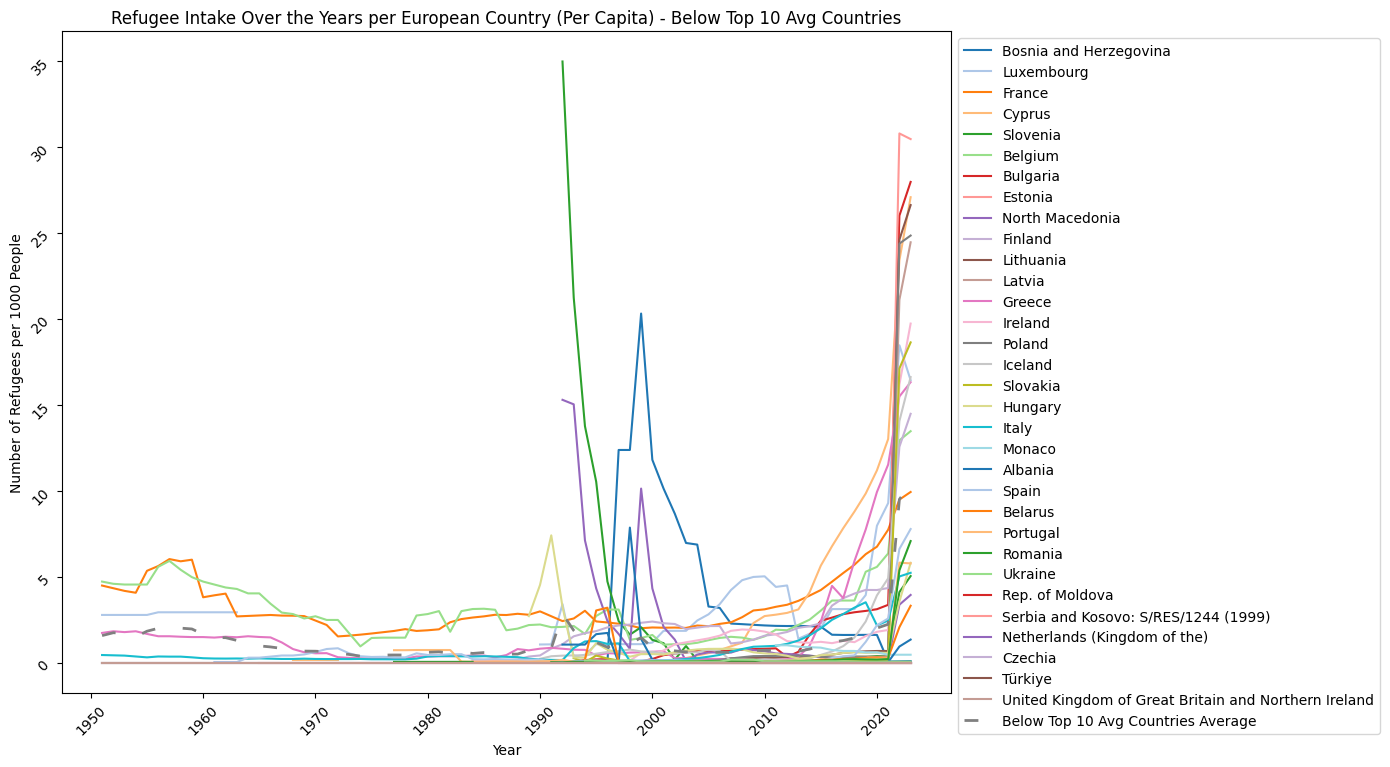 Refugee Intake Over the Years per European Country (Per Capita) - Below Top 10 Avg Countries
Number of Refugees per 1000 People
35
30
25
20
15
10
5
0
1950
1960
1970
1980
1990
2000
2010
2020
Year
Bosnia and Herzegovina
Luxembourg
France
Cyprus
Slovenia
Belgium
Bulgaria
Estonia
North Macedonia
Finland
Lithuania
Latvia
Greece
Ireland
Poland
Iceland
Slovakia
Hungary
Italy
Monaco
Albania
Spain
Belarus
Portugal
Romania
Ukraine
Rep. of Moldova
Serbia and Kosovo: S/RES/1244 (1999)
Netherlands (Kingdom of the)
Czechia
Türkiye
United Kingdom of Great Britain and Northern Ireland
Below Top 10 Avg Countries Average